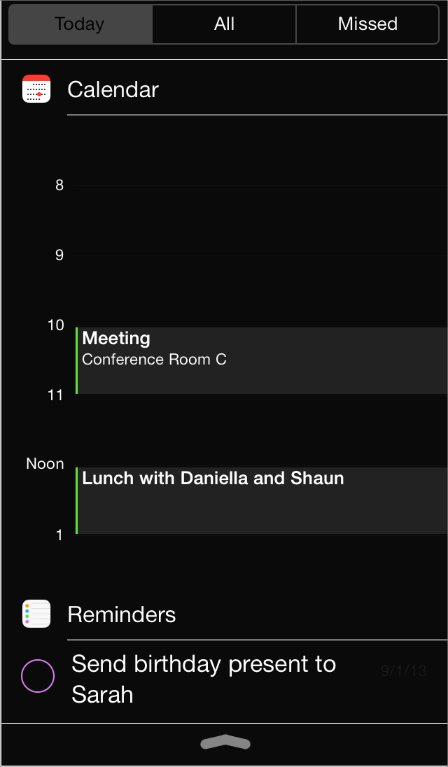 Today All Missed
Calendar
8
9
10
Meeting
Conference Room C
11
Noon
Lunch with Daniella and Shaun
1
Reminders
Send birthday present to
9/1/13
Sarah